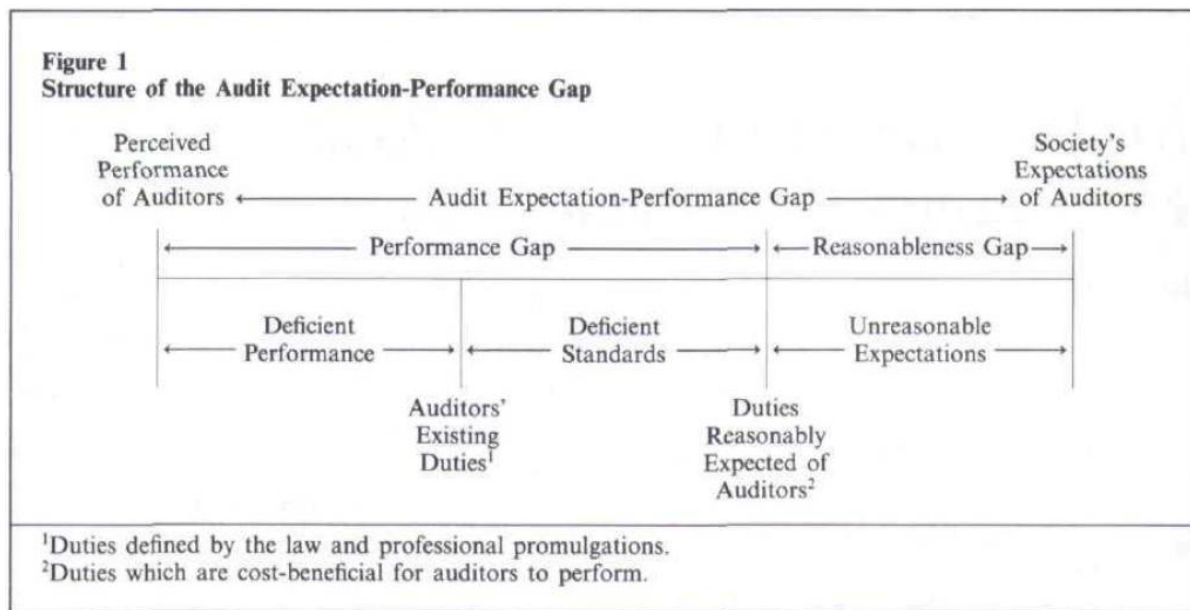 Figure 1
Structure of the Audit Expectation-Performance Gap
Perceived
Performance
of Auditors
Audit Expectation-Performance Gap
Society's
Expectations
of Auditors
Performance Gap
Reasonableness Gap
Deficient
Performance
Deficient
Standards
Unreasonable
Expectations
Auditors'
Existing
Duties¹
Duties
Reasonably
Expected of
Auditors²
¹Duties defined by the law and professional promulgations.
²Duties which are cost-beneficial for auditors to perform.